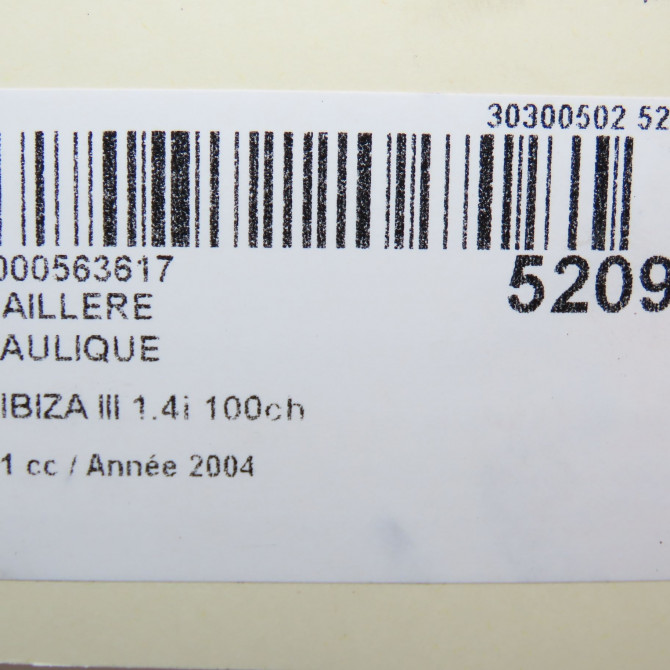 30300502 52
000563617
5209
AILLERE
AULIQUE
IBIZA III 1.4i 100ch
1 cc / Année 2004